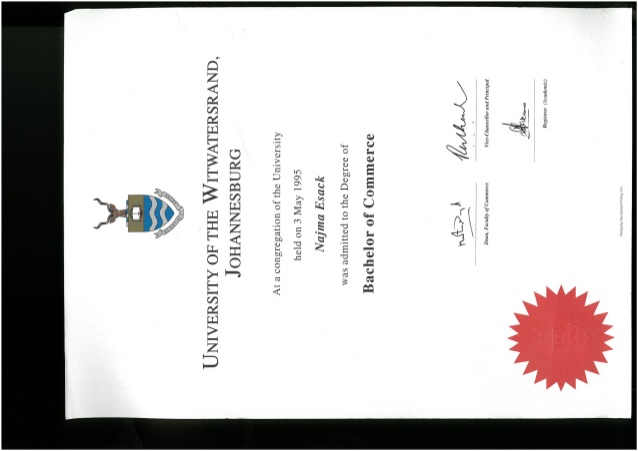 UNIVERSITY OF THE WITWATERSRAND,
JOHANNESBURG
At a congregation of the University
held on 3 May 1995
Najma Esack
was admitted to the Degree of
Bachelor of Commerce
Vice-Chancellor and Principal
Dean, Faculty of Commerce
Registrar (Academic)